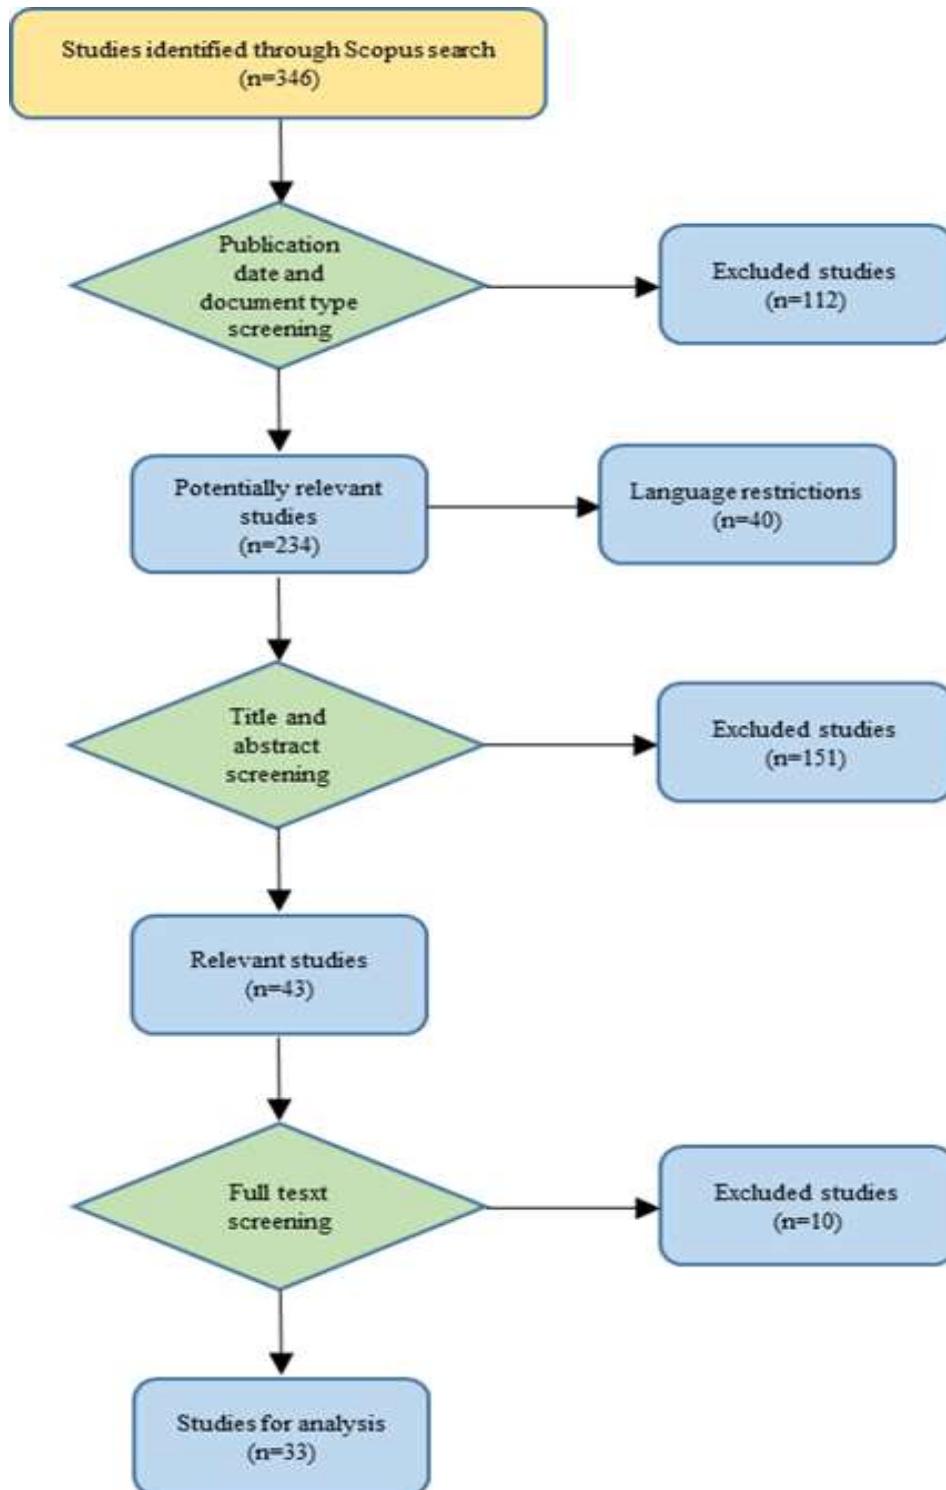 Studies identified through Scopus search
(n=346)
Publication
date and
document type
screening
Excluded studies
(n=112)
Potentially relevant
studies
(n=234)
Language restrictions
(n=40)
Title and
abstract
screening
Excluded studies
(n=151)
Relevant studies
(n=43)
Full tesxt
screening
Excluded studies
(n=10)
Studies for analysis
(n=33)